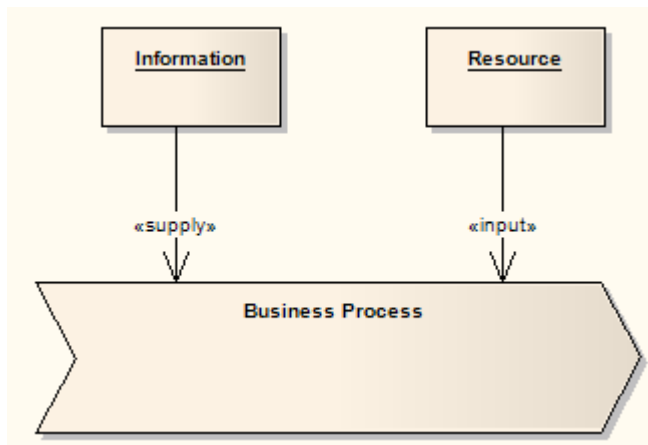 Information
Resource
«supply»
«input»
Business Process